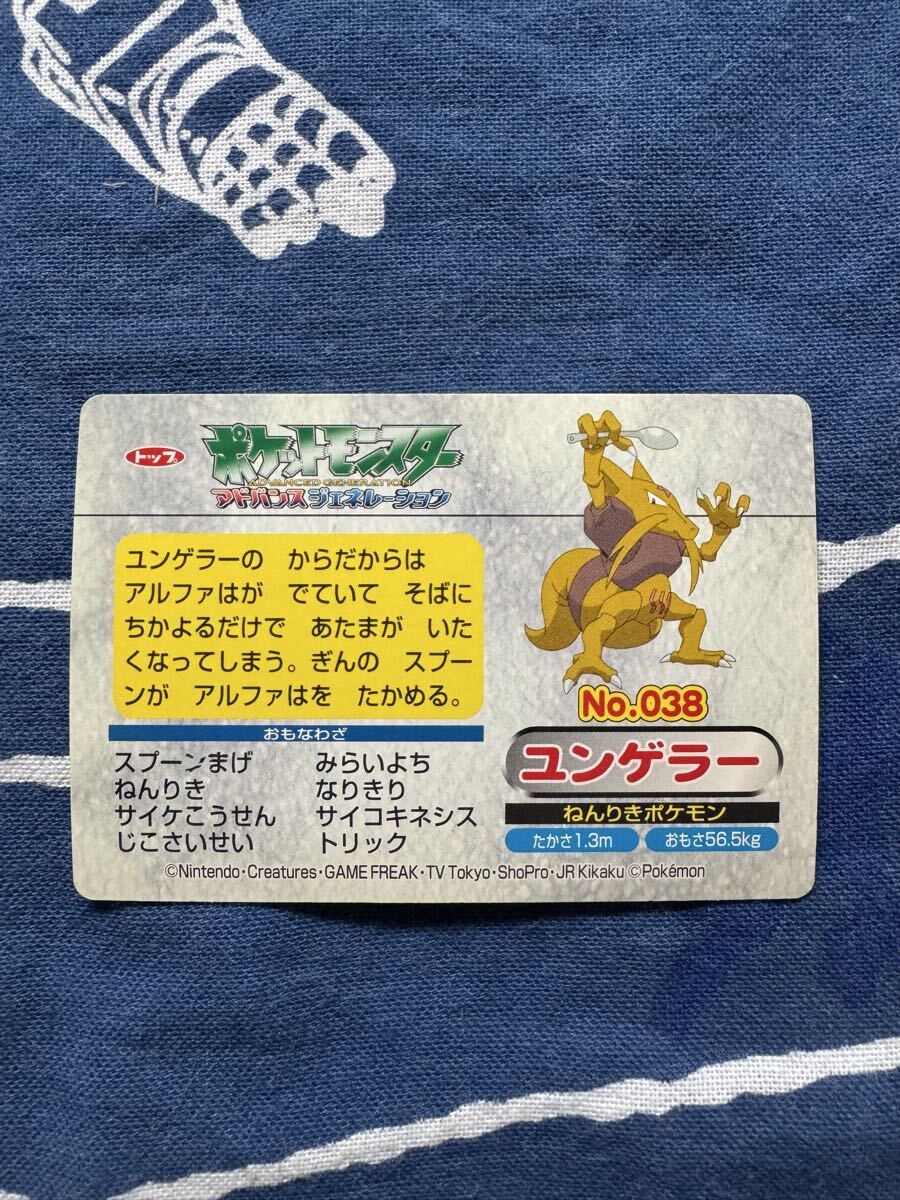 トップ
ポケットモンスター
ADVANCED GENERATION
アドバンスジェネレーション
ユンゲラーの からだからは
アルファはが でていて そばに
ちかよるだけで あたまが いた
くなってしまう。ぎんの スプー
ンが アルファはを たかめる。
おもなわざ
スプーンまげ みらいよち
ねんりき なりきり
サイケこうせん サイコキネシス
じこさいせい トリック
No.038
ユンゲラー
ねんりきポケモン
たかさ1.3m おもさ56.5kg
©Nintendo・Creatures・GAME FREAK・TV Tokyo・ShoPro・JR Kikaku ©Pokémon